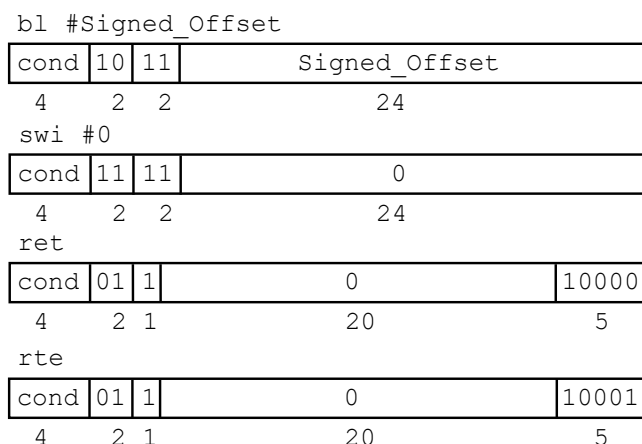 bl #Signed_Offset
cond 10 11 Signed_Offset
4 2 2 24
swi #0
cond 11 11 0
4 2 2 24
ret
cond 01 1 0 10000
4 2 1 20 5
rte
cond 01 1 0 10001
4 2 1 20 5